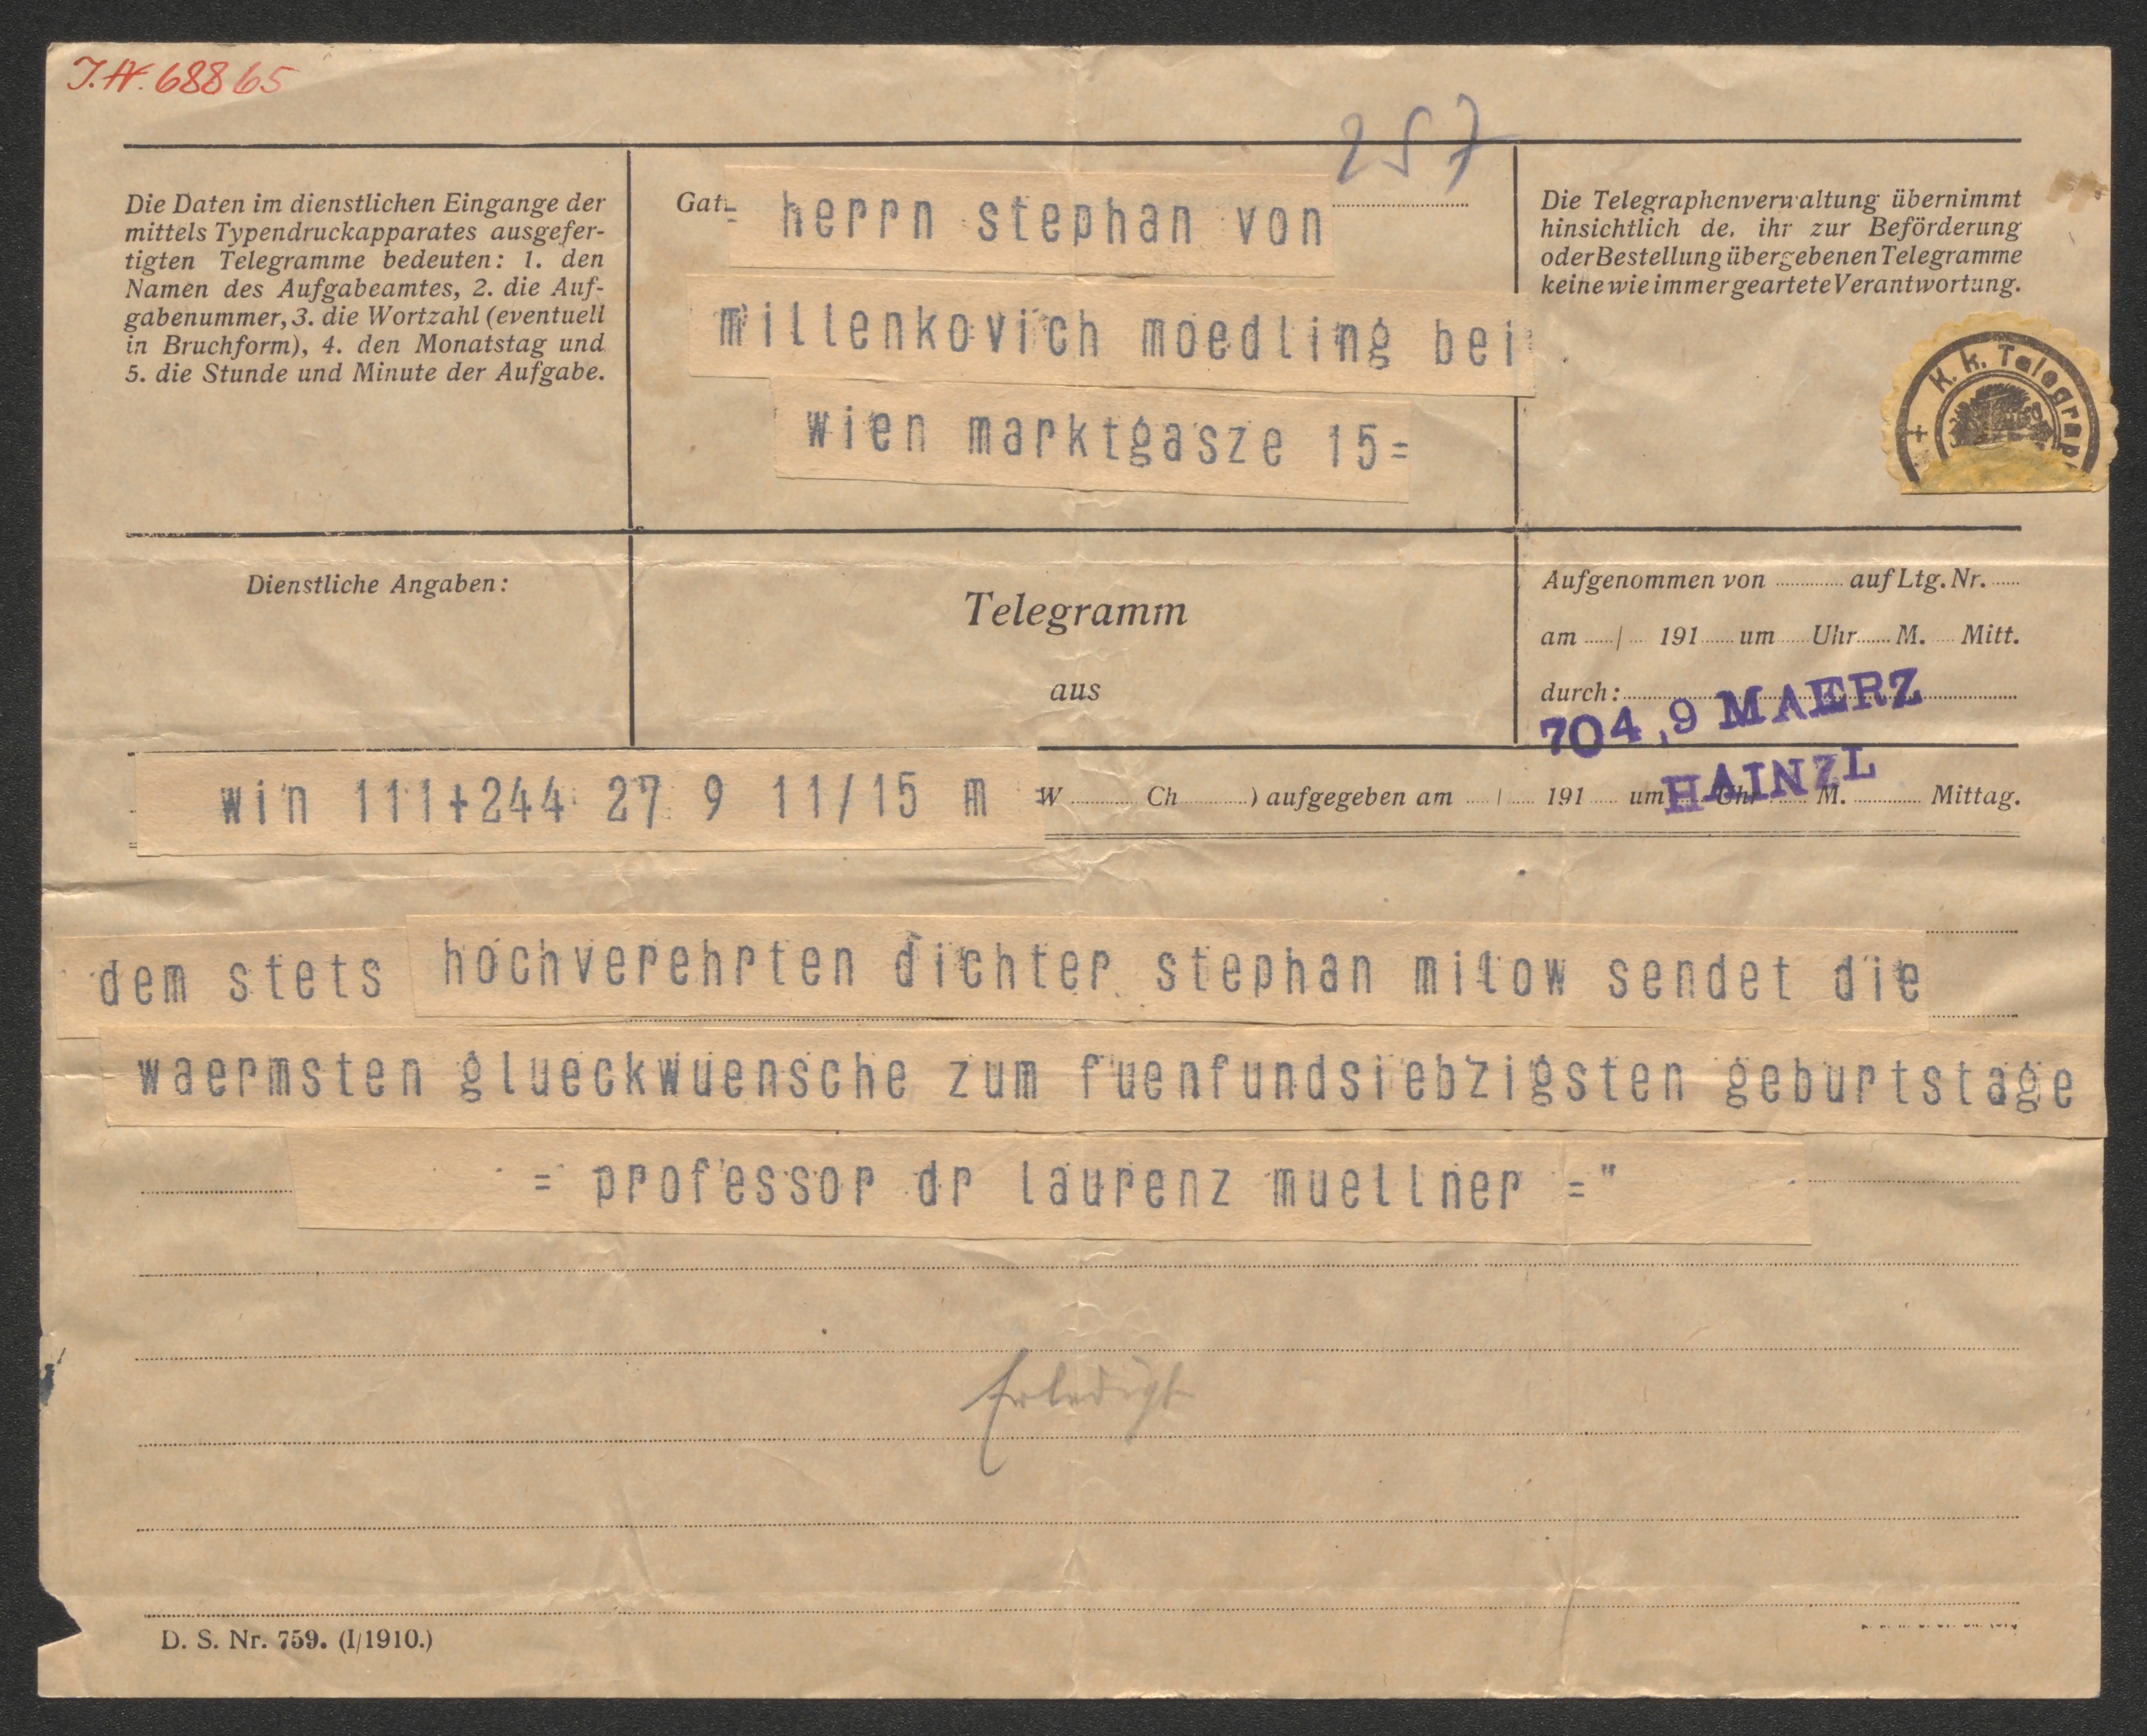 J.N. 68865
257
Die Daten im dienstlichen Eingange der
mittels Typendruckapparates ausgefer-
tigten Telegramme bedeuten: 1. den
Namen des Aufgabeamtes, 2. die Auf-
gabenummer, 3. die Wortzahl (eventuell
in Bruchform), 4. den Monatstag und
5. die Stunde und Minute der Aufgabe.
Gat
= herrn stephan von
millenkovich moedling bei
wien marktgasze 15=
Die Telegraphenverwaltung übernimmt
hinsichtlich de, ihr zur Beförderung
oder Bestellung übergebenen Telegramme
keine wie immer geartete Verantwortung.
K. K. Telegrap
Dienstliche Angaben:
Telegramm
aus
Aufgenommen von ........ auf Ltg. Nr. ......
am ...../..... 191..... um ..... Uhr ..... M. ..... Mitt.
durch:
704,9 MAERZ
HAINZL
win 111+244 27 9 11/15 m
W ........ Ch ........) aufgegeben am ...../..... 191..... um Uhr ..... M. ........ Mittag.
dem stets hochverehrten dichter stephan milow sendet die
waermsten glueckwuensche zum fuenfundsiebzigsten geburtstage
= professor dr laurenz muellner ="
Erledigt
D. S. Nr. 759. (I/1910.)